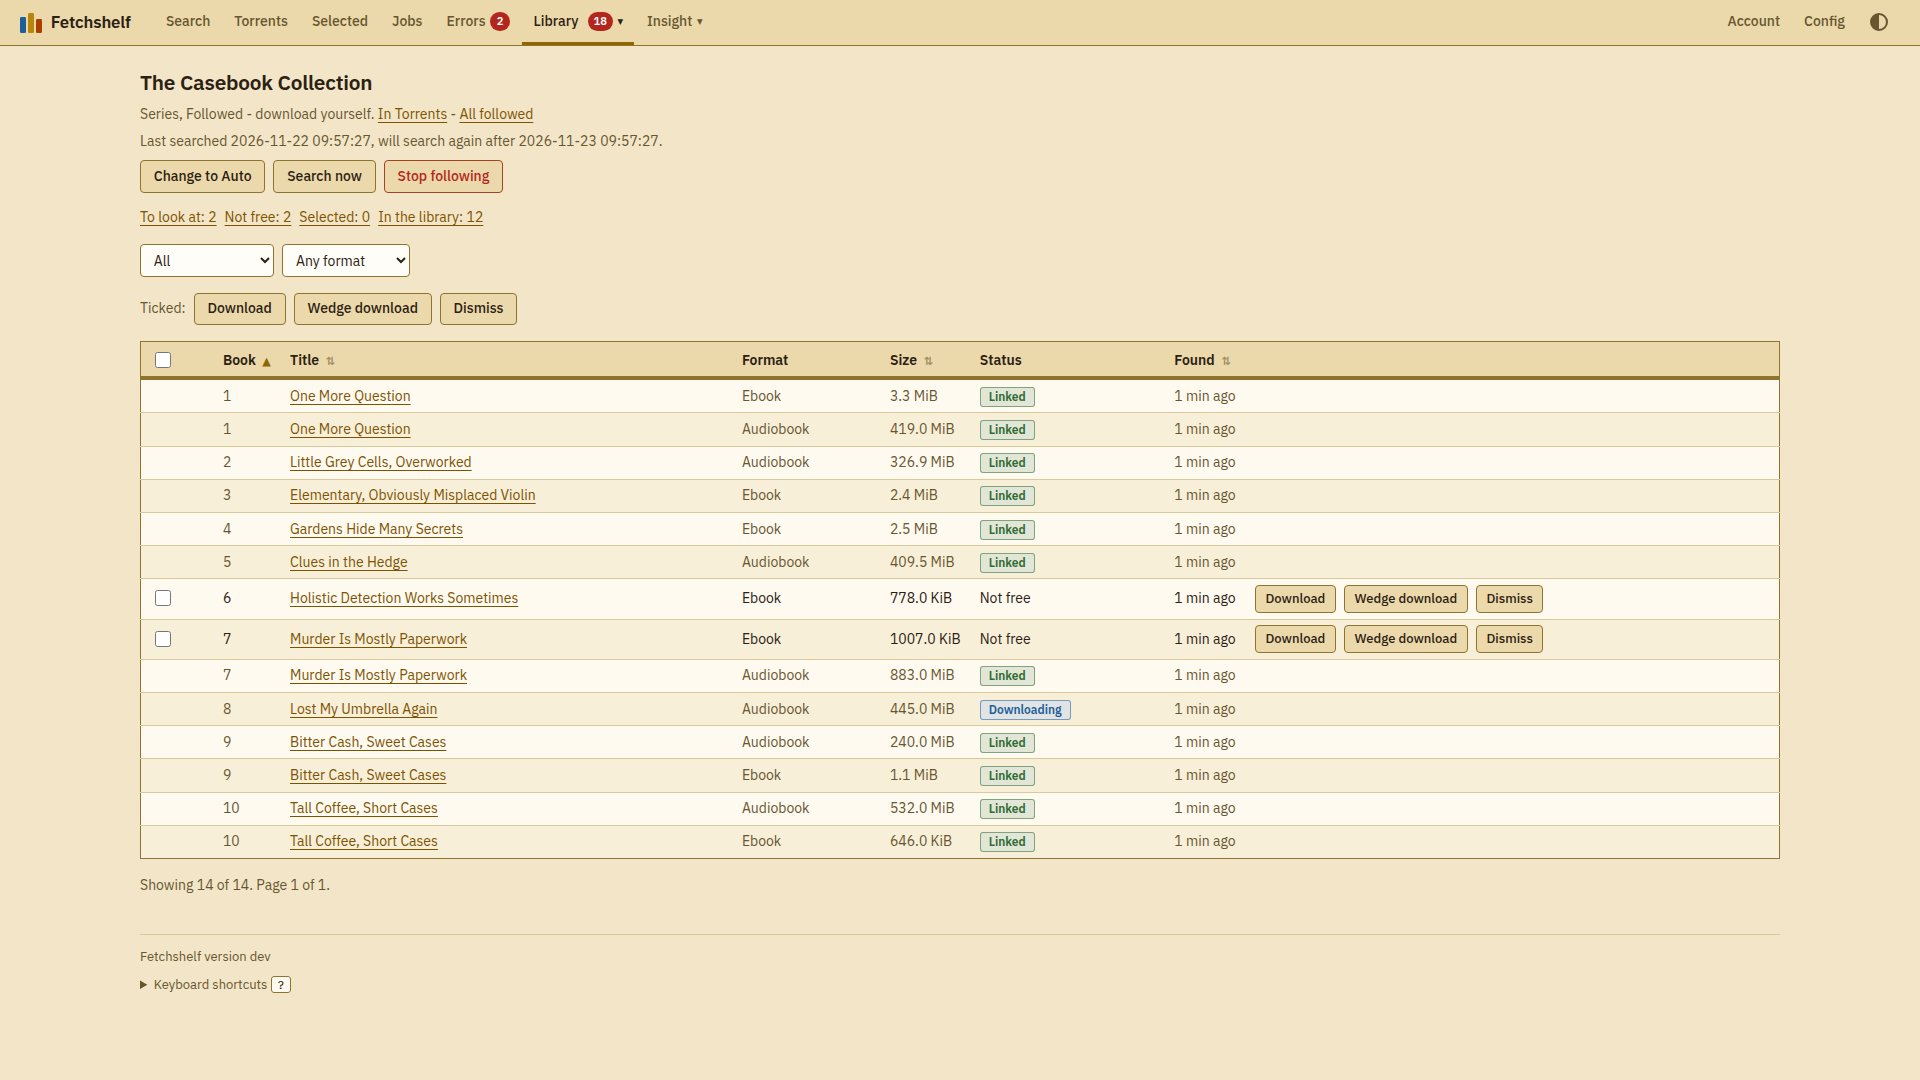 Fetchshelf Search Torrents Selected Jobs Errors 2 Library 18 ▾ Insight ▾ Account Config
The Casebook Collection
Series, Followed - download yourself. In Torrents - All followed
Last searched 2026-11-22 09:57:27, will search again after 2026-11-23 09:57:27.
Change to Auto Search now Stop following
To look at: 2 Not free: 2 Selected: 0 In the library: 12
All Any format
Ticked: Download Wedge download Dismiss
Book ▲ Title ⇅ Format Size ⇅ Status Found ⇅
1 One More Question Ebook 3.3 MiB Linked 1 min ago
1 One More Question Audiobook 419.0 MiB Linked 1 min ago
2 Little Grey Cells, Overworked Audiobook 326.9 MiB Linked 1 min ago
3 Elementary, Obviously Misplaced Violin Ebook 2.4 MiB Linked 1 min ago
4 Gardens Hide Many Secrets Ebook 2.5 MiB Linked 1 min ago
5 Clues in the Hedge Audiobook 409.5 MiB Linked 1 min ago
6 Holistic Detection Works Sometimes Ebook 778.0 KiB Not free 1 min ago Download Wedge download Dismiss
7 Murder Is Mostly Paperwork Ebook 1007.0 KiB Not free 1 min ago Download Wedge download Dismiss
7 Murder Is Mostly Paperwork Audiobook 883.0 MiB Linked 1 min ago
8 Lost My Umbrella Again Audiobook 445.0 MiB Downloading 1 min ago
9 Bitter Cash, Sweet Cases Audiobook 240.0 MiB Linked 1 min ago
9 Bitter Cash, Sweet Cases Ebook 1.1 MiB Linked 1 min ago
10 Tall Coffee, Short Cases Audiobook 532.0 MiB Linked 1 min ago
10 Tall Coffee, Short Cases Ebook 646.0 KiB Linked 1 min ago
Showing 14 of 14. Page 1 of 1.
Fetchshelf version dev
▶ Keyboard shortcuts ?